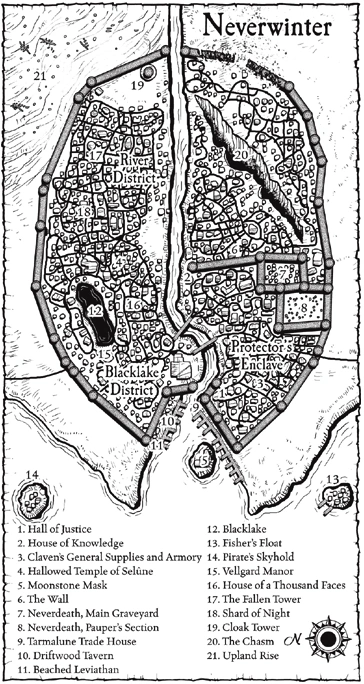 Neverwinter
21
19
17
River
District
20
18
7
12
16
8
15
Protector's
Enclave
Blacklake
District
13
10
11
5
14
13
1. Hall of Justice
2. House of Knowledge
3. Claven's General Supplies and Armory
4. Hallowed Temple of Selûne
5. Moonstone Mask
6. The Wall
7. Neverdeath, Main Graveyard
8. Neverdeath, Pauper's Section
9. Tarmalune Trade House
10. Driftwood Tavern
11. Beached Leviathan
12. Blacklake
13. Fisher's Float
14. Pirate's Skyhold
15. Vellgard Manor
16. House of a Thousand Faces
17. The Fallen Tower
18. Shard of Night
19. Cloak Tower
20. The Chasm
21. Upland Rise
N